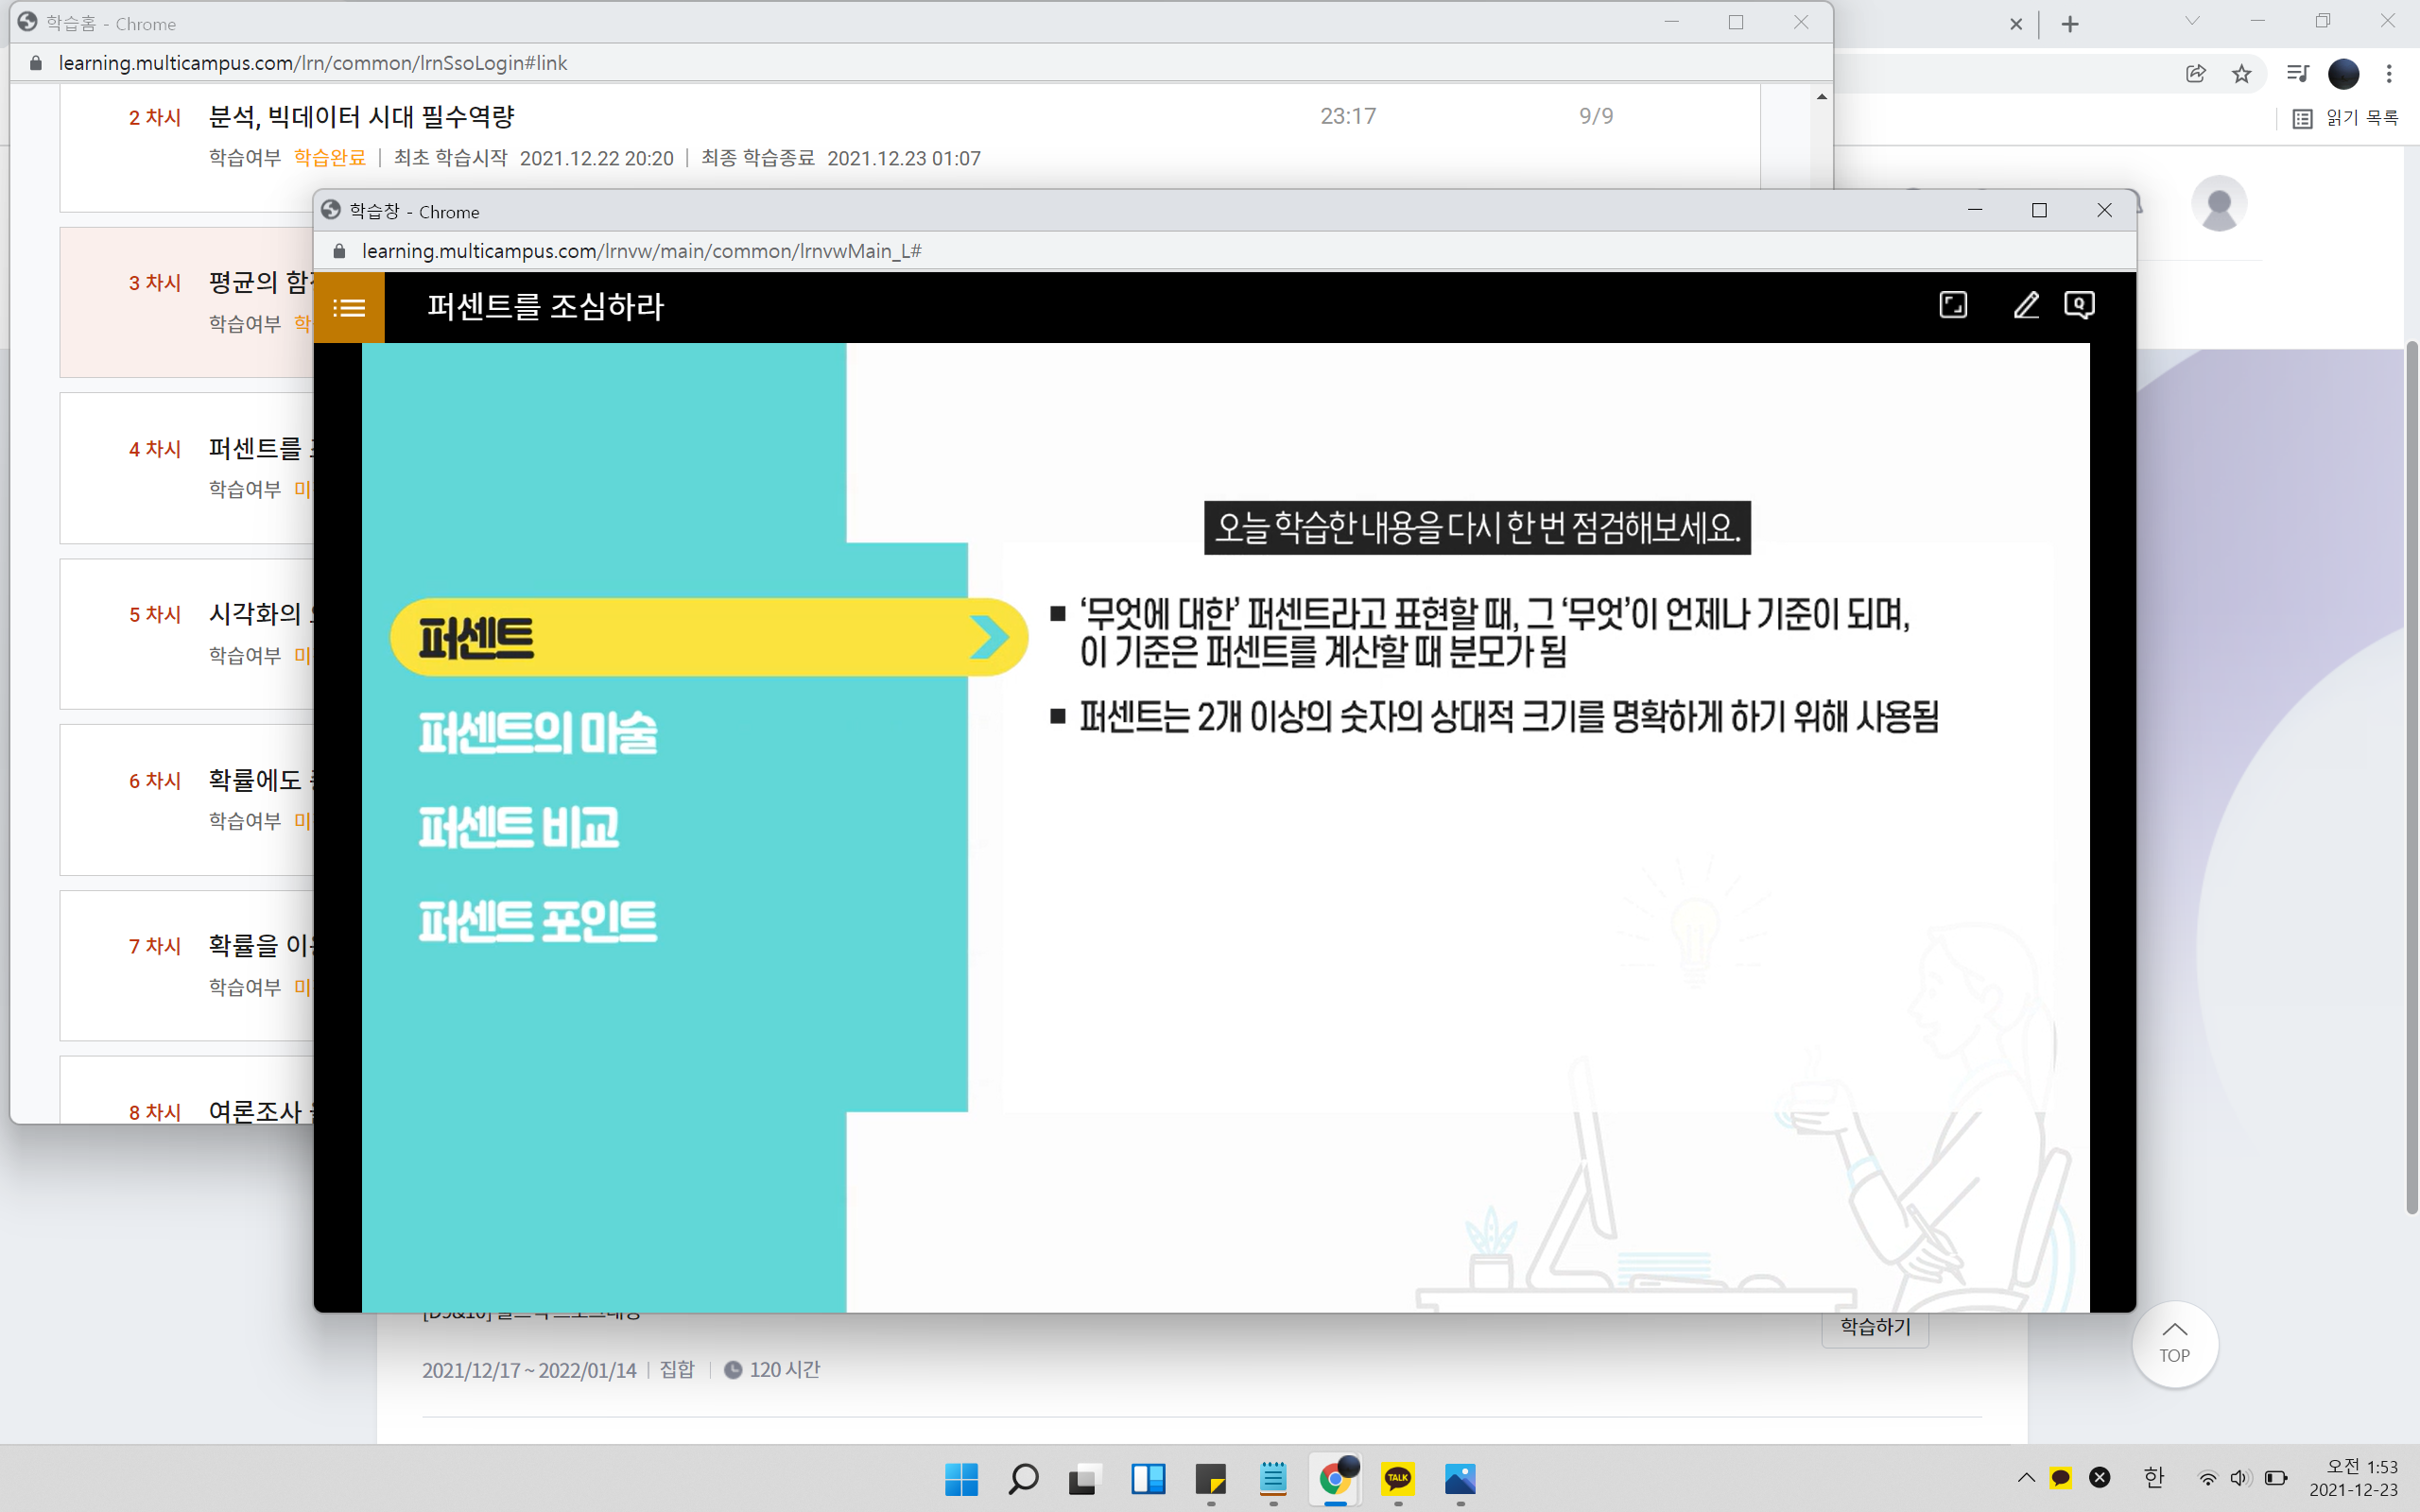 학습홈 - Chrome
learning.multicampus.com/lrn/common/lrnSsoLogin#link
읽기 목록
2 차시 분석, 빅데이터 시대 필수역량 23:17 9/9
학습여부 학습완료 | 최초 학습시작 2021.12.22 20:20 | 최종 학습종료 2021.12.23 01:07
3 차시 평균의
학습여부
4 차시 퍼센트를
학습여부
5 차시 시각화의
학습여부
6 차시 확률에도
학습여부
7 차시 확률을
학습여부
8 차시 여론조사
학습창 - Chrome
learning.multicampus.com/lrnvw/main/common/lrnvwMain_L#
퍼센트를 조심하라
Q
오늘 학습한 내용을 다시 한 번 점검해보세요.
퍼센트
퍼센트의 마술
퍼센트 비교
퍼센트 포인트
■ ‘무엇에 대한’ 퍼센트라고 표현할 때, 그 ‘무엇’이 언제나 기준이 되며,
이 기준은 퍼센트를 계산할 때 분모가 됨
■ 퍼센트는 2개 이상의 숫자의 상대적 크기를 명확하게 하기 위해 사용됨
학습하기
2021/12/17 ~ 2022/01/14 | 집합 | 120 시간
TOP
TALK
한
오전 1:53
2021-12-23